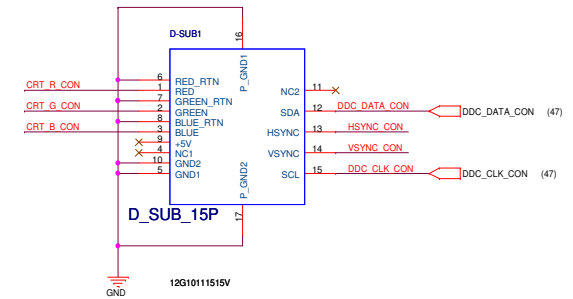 D-SUB1
16
P_GND1
6 RED_RTN
CRT_R_CON 1 RED
7 GREEN_RTN
CRT_G_CON 2 GREEN
8 BLUE_RTN
CRT_B_CON 3 BLUE
9 +5V
4 NC1
10 GND2
5 GND1
NC2 11
SDA 12 DDC_DATA_CON DDC_DATA_CON (47)
HSYNC 13 HSYNC_CON
VSYNC 14 VSYNC_CON
SCL 15 DDC_CLK_CON DDC_CLK_CON (47)
P_GND2
17
D_SUB_15P
12G10111515V
GND